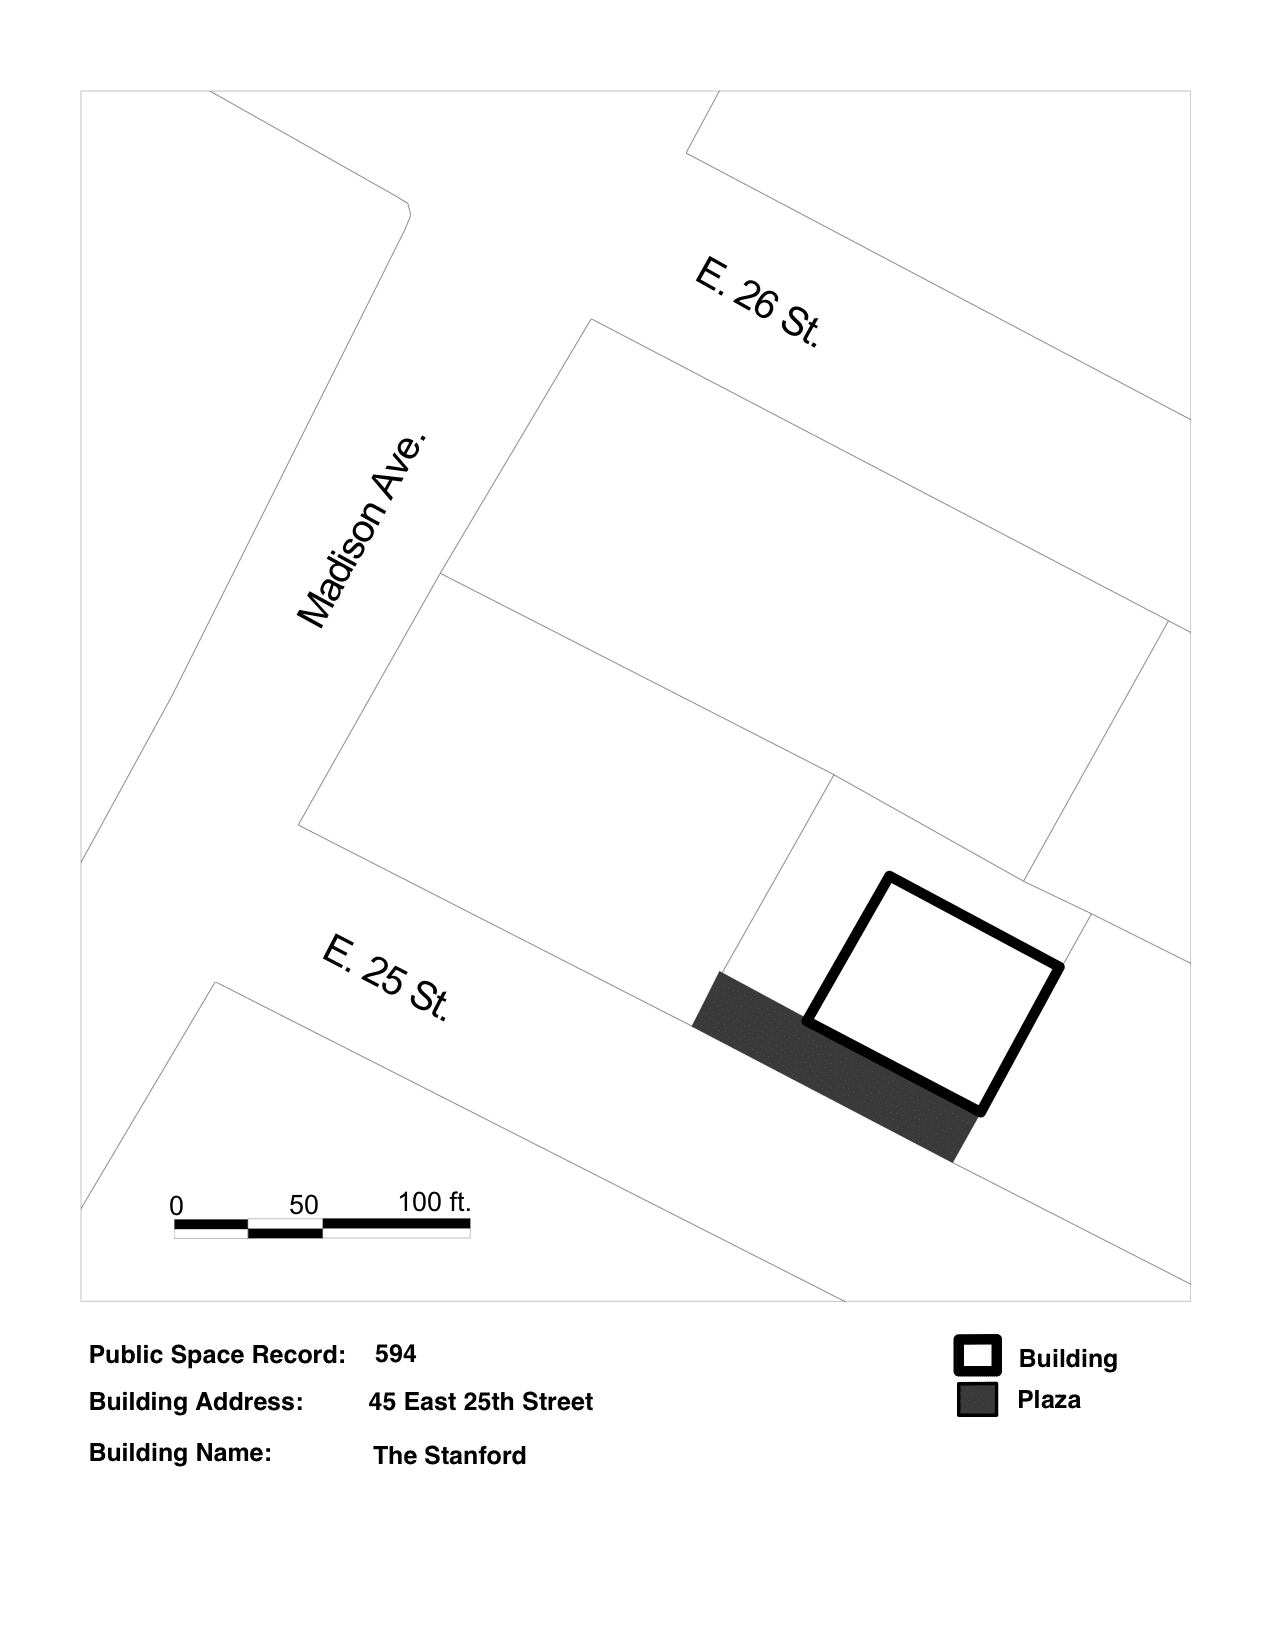 E. 26 St.
Madison Ave.
E. 25 St.
0 50 100 ft.
Public Space Record: 594
Building Address: 45 East 25th Street
Building Name: The Stanford
Building
Plaza